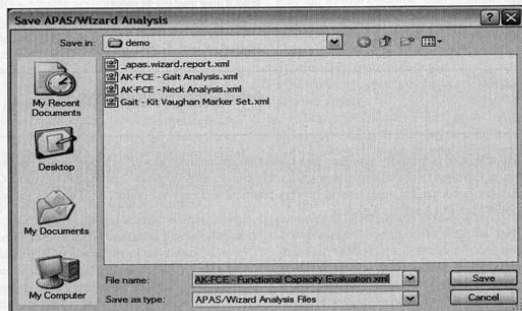 Save APAS/Wizard Analysis
Save in:
demo
_apas.wizard.report.xml
AK-FCE - Gait Analysis.xml
AK-FCE - Neck Analysis.xml
Gait - Kit Vaughan Marker Set.xml
My Recent
Documents
Desktop
My Documents
My Computer
File name:
AK-FCE - Functional Capacity Evaluation.xml
Save
Save as type:
APAS/Wizard Analysis Files
Cancel